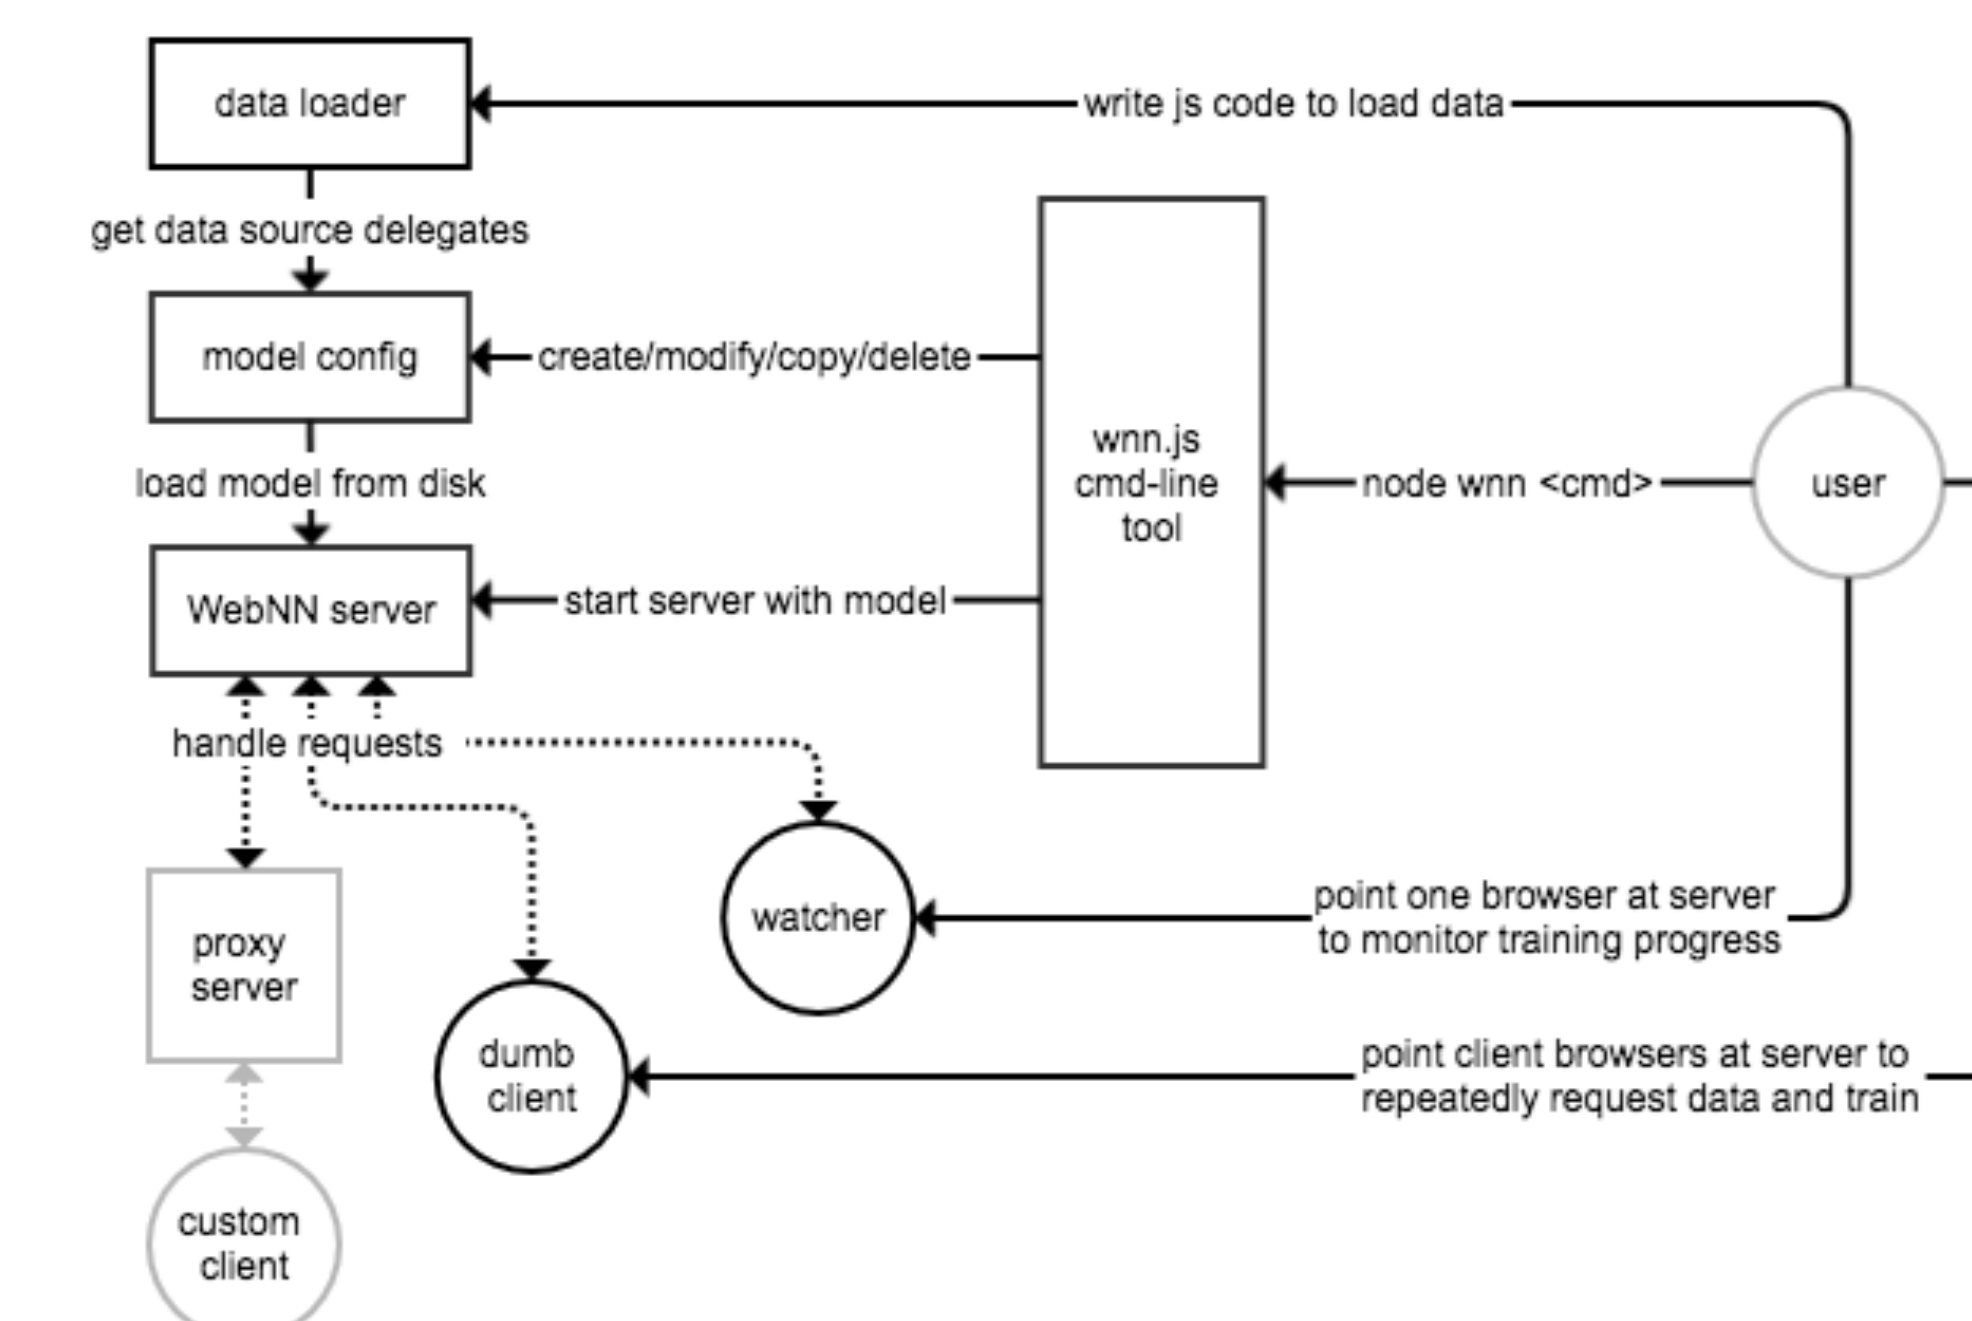 data loader
write js code to load data
get data source delegates
model config
create/modify/copy/delete
wnn.js
cmd-line
tool
node wnn <cmd>
user
load model from disk
WebNN server
start server with model
handle requests
watcher
point one browser at server
to monitor training progress
proxy
server
dumb
client
point client browsers at server to
repeatedly request data and train
custom
client